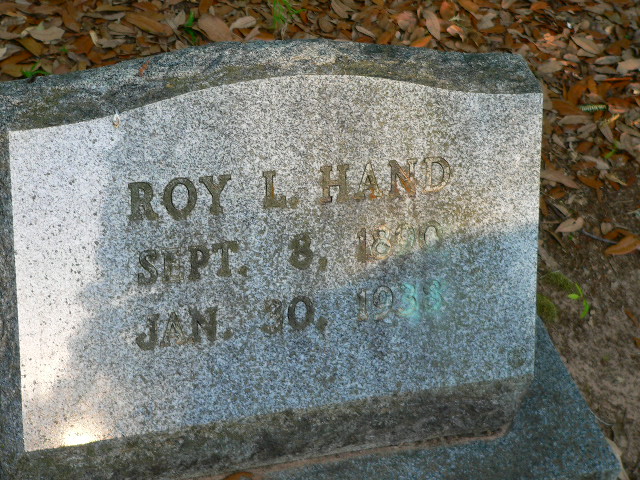 ROY L. HAND
SEPT. 8,
JAN. 30,